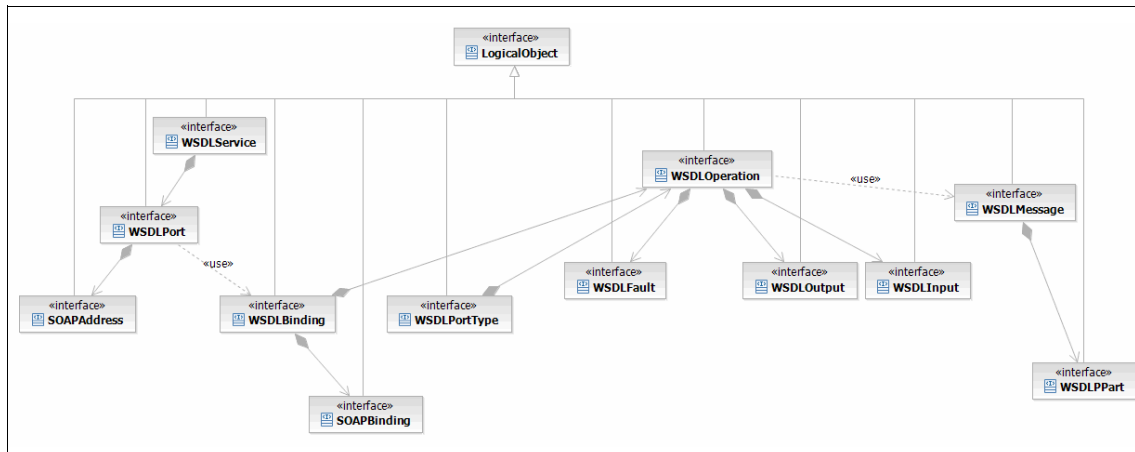 «interface»
LogicalObject
«interface»
WSDLService
«interface»
WSDLOperation
«use»
«interface»
WSDLMessage
«interface»
WSDLPort
«use»
«interface»
WSDLFault
«interface»
WSDLOutput
«interface»
WSDLInput
«interface»
SOAPAddress
«interface»
WSDLBinding
«interface»
WSDLPortType
«interface»
WSDLPPart
«interface»
SOAPBinding